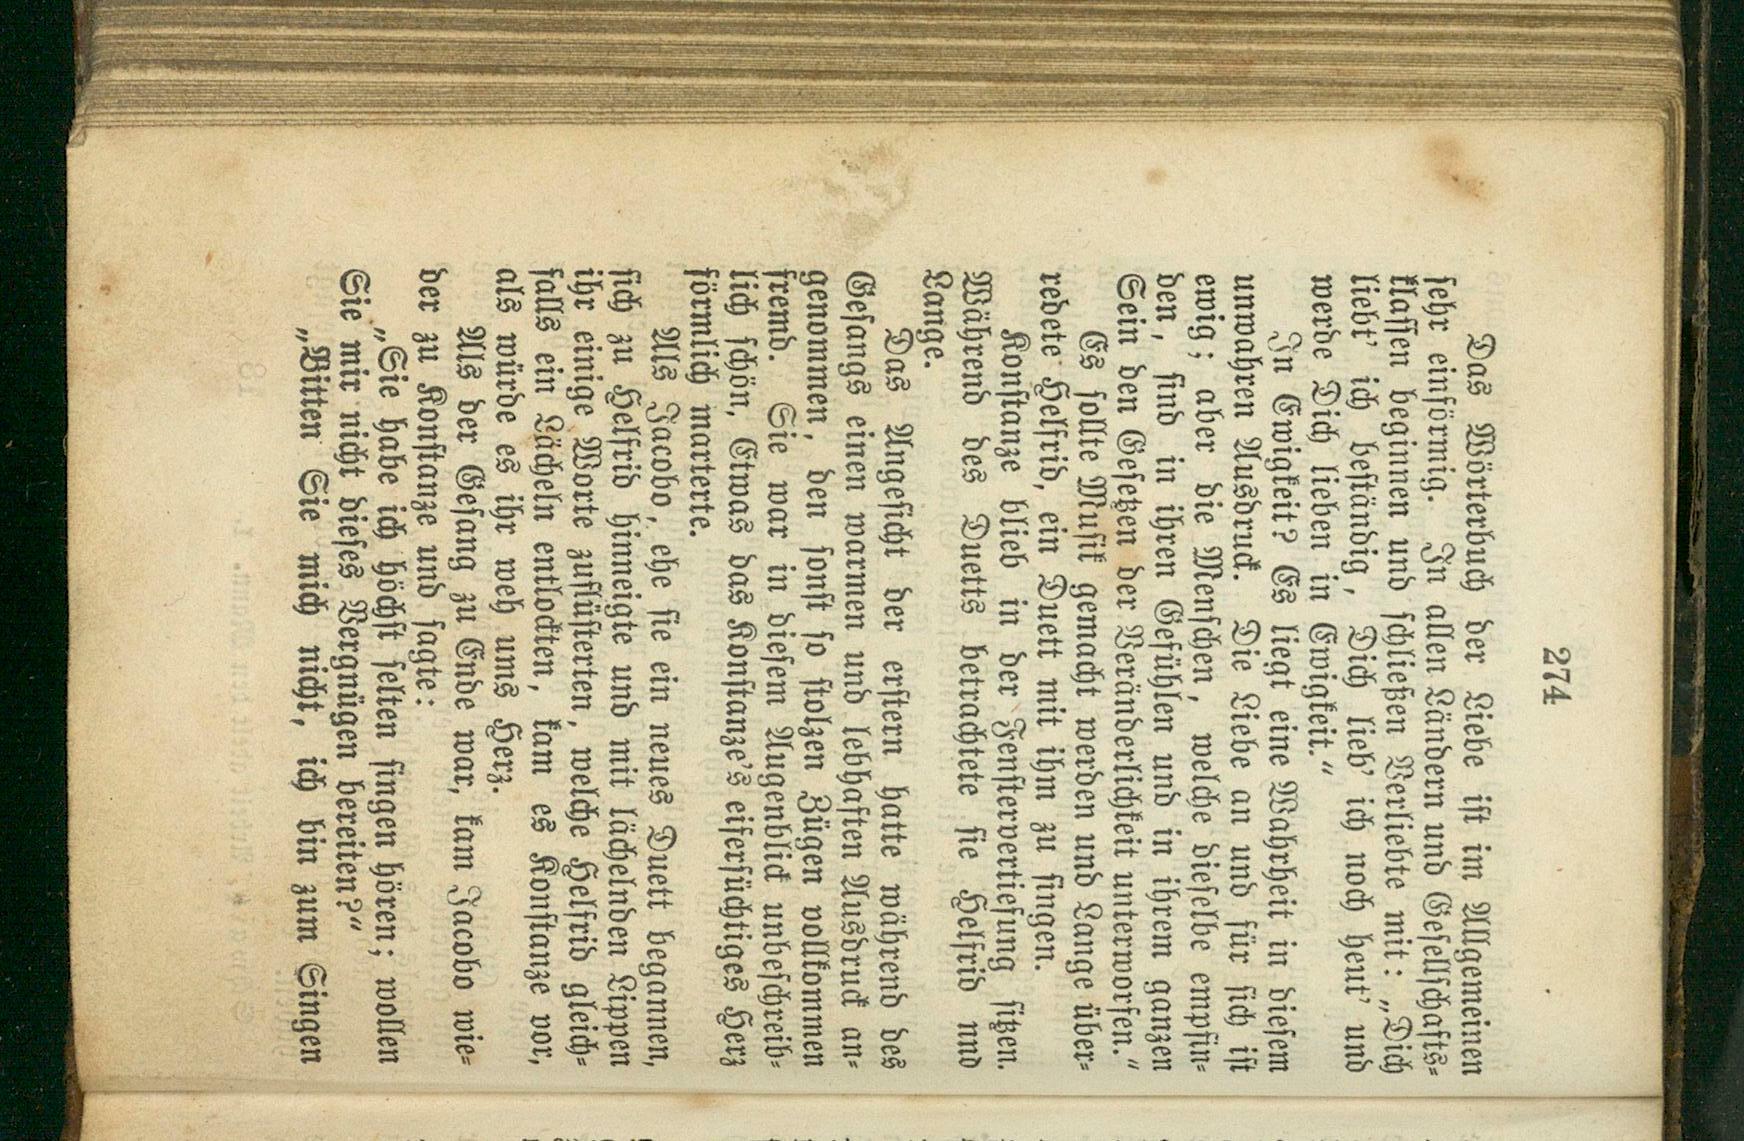 274
Das Wörterbuch der Liebe ist im Allgemeinen
sehr einförmig. In allen Ländern und Gesellschafts-
klassen beginnen und schließen Verliebte mit: „Dich
liebt' ich beständig, Dich lieb' ich noch heut' und
werde Dich lieben in Ewigkeit.“
In Ewigkeit? Es liegt eine Wahrheit in diesem
unwahren Ausdruck. Die Liebe an und für sich ist
ewig; aber die Menschen, welche dieselbe empfin-
den, sind in ihren Gefühlen und in ihrem ganzen
Sein den Gesetzen der Veränderlichkeit unterworfen.“
Es sollte Musik gemacht werden und Lange über-
redete Helfrid, ein Duett mit ihm zu singen.
Konstanze blieb in der Fenstervertiefung sitzen.
Während des Duetts betrachtete sie Helfrid und
Lange.
Das Angesicht der erstern hatte während des
Gesangs einen warmen und lebhaften Ausdruck an-
genommen, den sonst so stolzen Zügen vollkommen
fremd. Sie war in diesem Augenblick unbeschreib-
lich schön, Etwas das Konstanze's eifersüchtiges Herz
förmlich marterte.
Als Jacobo, ehe sie ein neues Duett begannen,
sich zu Helfrid hinneigte und mit lächelnden Lippen
ihr einige Worte zuflüsterten, welche Helfrid gleich-
falls ein Lächeln entlockten, kam es Konstanze vor,
als würde es ihr weh ums Herz.
Als der Gesang zu Ende war, kam Jacobo wie-
der zu Konstanze und sagte:
„Sie habe ich höchst selten singen hören; wollen
Sie mir nicht dieses Vergnügen bereiten?“
„Bitten Sie mich nicht, ich bin zum Singen